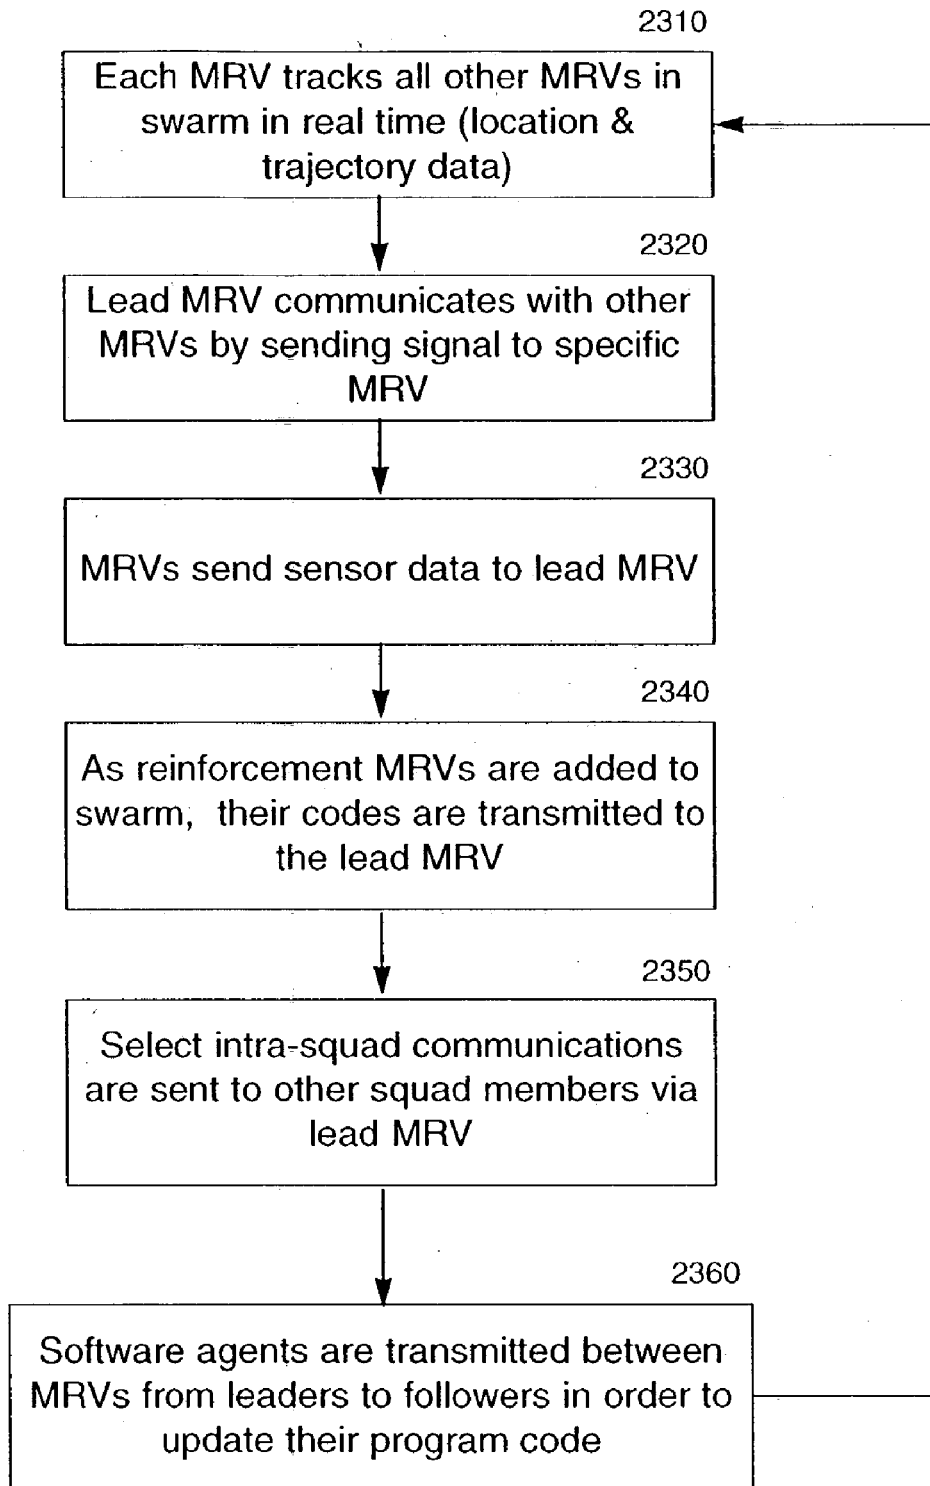 2310
Each MRV tracks all other MRVs in
swarm in real time (location &
trajectory data)
2320
Lead MRV communicates with other
MRVs by sending signal to specific
MRV
2330
MRVs send sensor data to lead MRV
2340
As reinforcement MRVs are added to
swarm, their codes are transmitted to
the lead MRV
2350
Select intra-squad communications
are sent to other squad members via
lead MRV
2360
Software agents are transmitted between
MRVs from leaders to followers in order to
update their program code